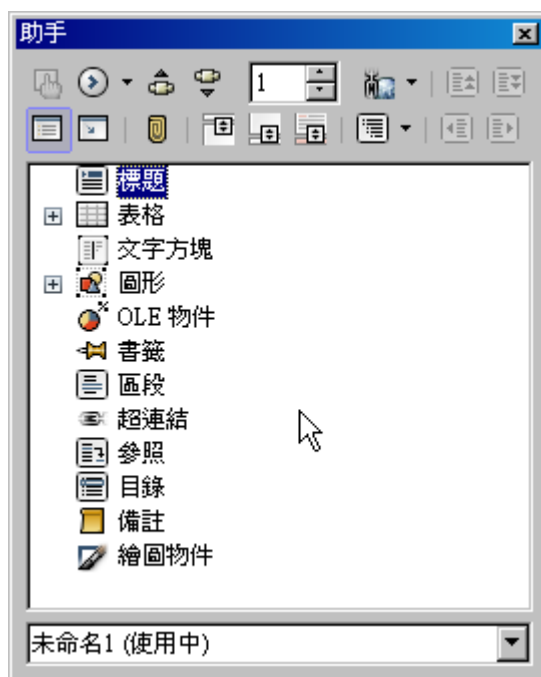 助手
1
標題
表格
文字方塊
圖形
OLE 物件
書籤
區段
超連結
參照
目錄
備註
繪圖物件
未命名1 (使用中)